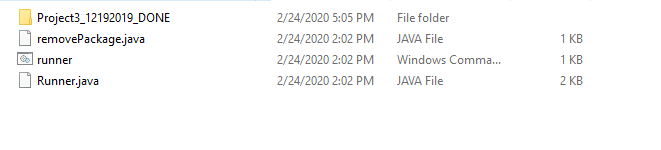 Project3_12192019_DONE 2/24/2020 5:05 PM File folder
removePackage.java 2/24/2020 2:02 PM JAVA File 1 KB
runner 2/24/2020 2:02 PM Windows Comma... 1 KB
Runner.java 2/24/2020 2:02 PM JAVA File 2 KB